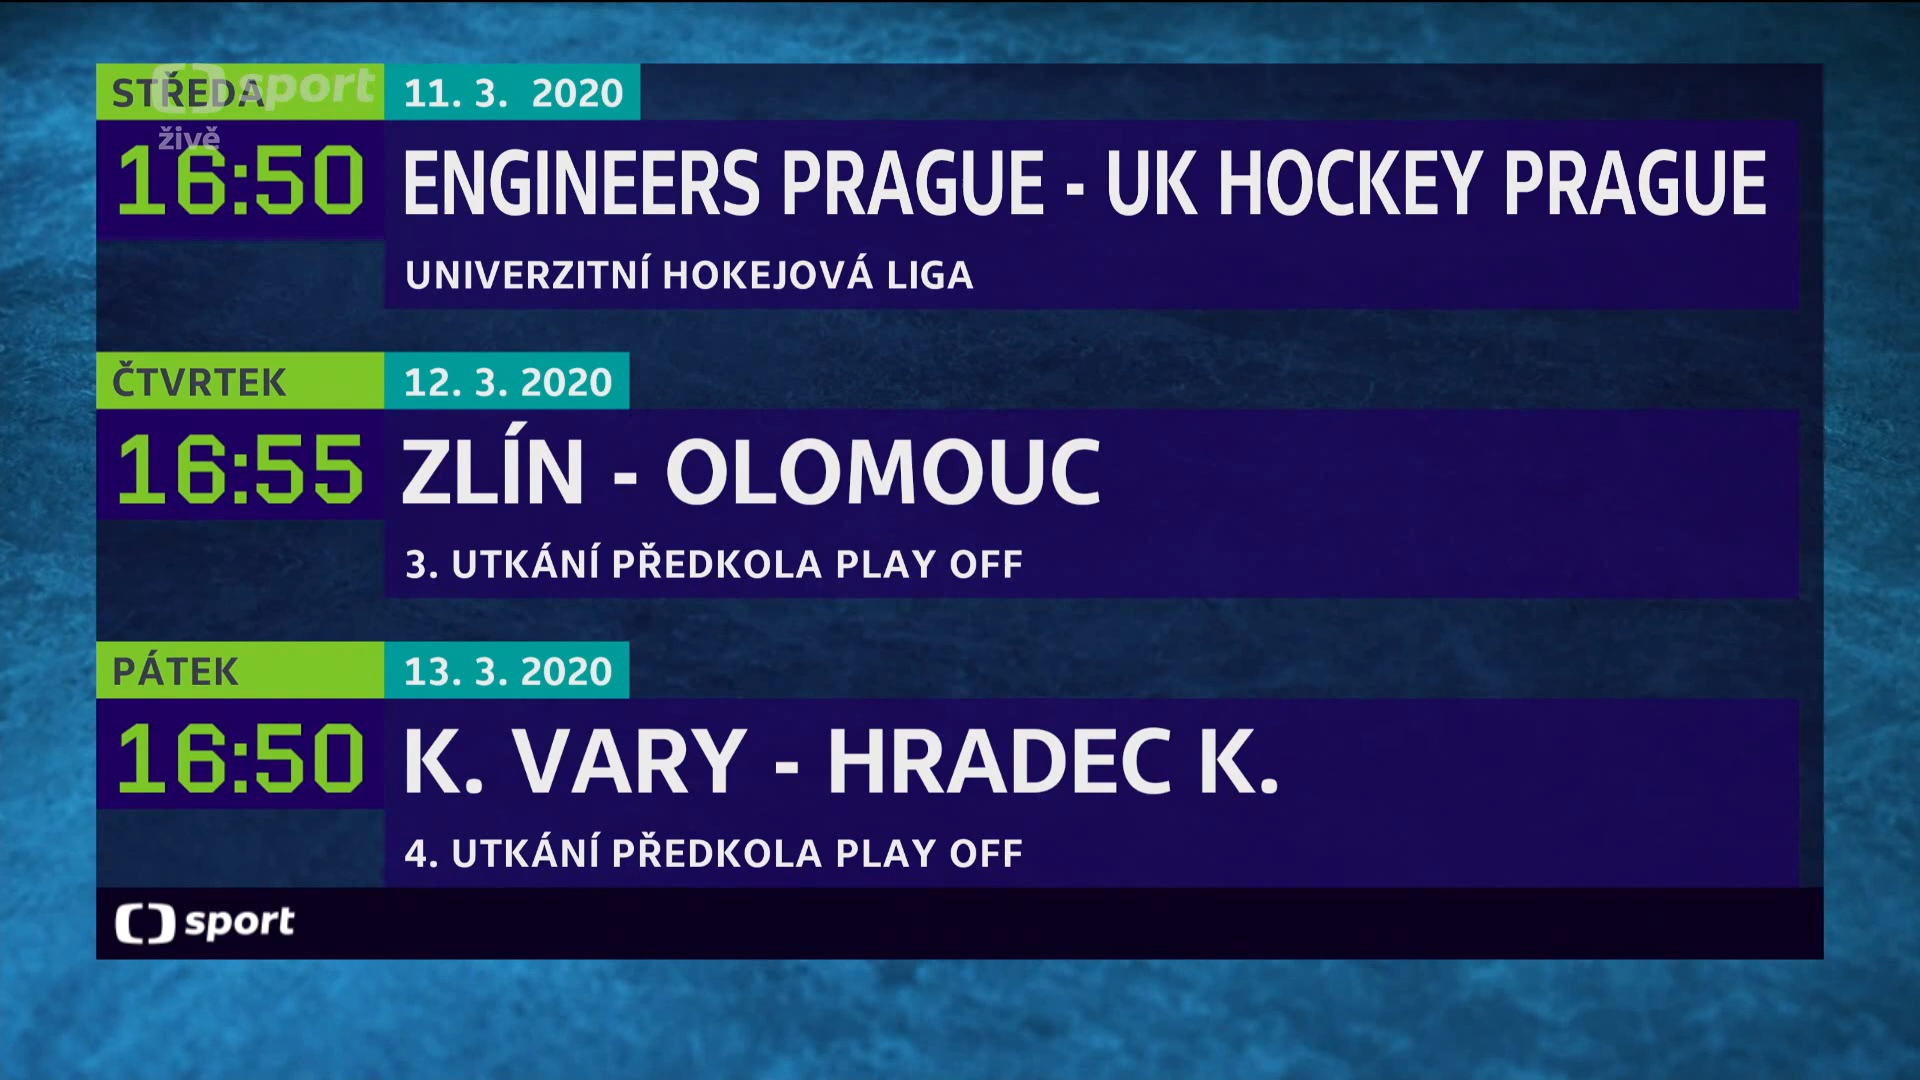 STŘEDA 11. 3. 2020
sport
živě
16:50 ENGINEERS PRAGUE - UK HOCKEY PRAGUE
UNIVERZITNÍ HOKEJOVÁ LIGA
ČTVRTEK 12. 3. 2020
16:55 ZLÍN - OLOMOUC
3. UTKÁNÍ PŘEDKOLA PLAY OFF
PÁTEK 13. 3. 2020
16:50 K. VARY - HRADEC K.
4. UTKÁNÍ PŘEDKOLA PLAY OFF
sport